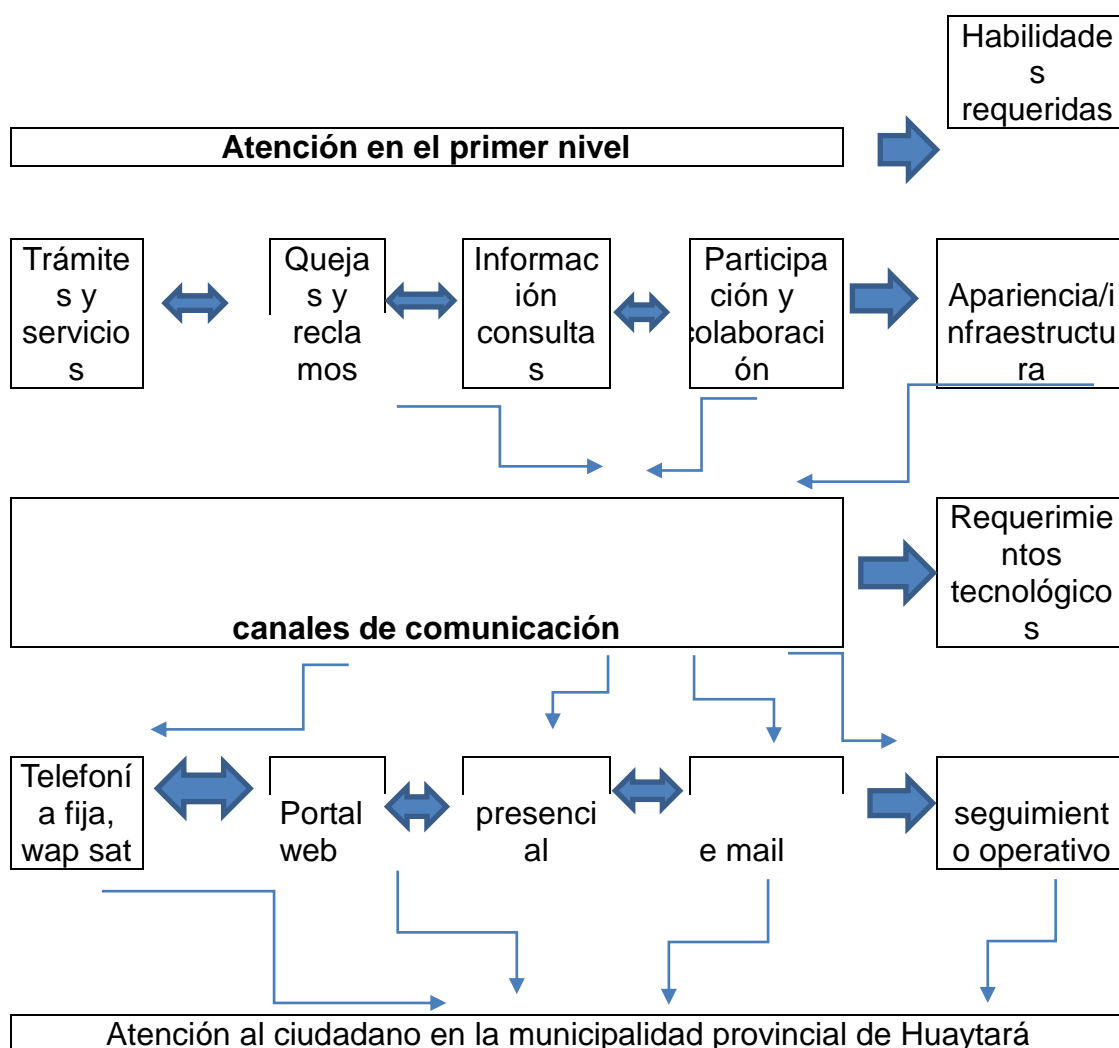 Habilidade
s
requeridas
Atención en el primer nivel
Trámite
s y
servicio
s
Queja
s y
recla
mos
Informac
ión
consulta
s
Participa
ción y
colaboraci
ón
Apariencia/i
nfraestructu
ra
canales de comunicación
Requerimie
ntos
tecnológico
s
Telefoní
a fija,
wap sat
Portal
web
presenci
al
e mail
seguimient
o operativo
Atención al ciudadano en la municipalidad provincial de Huaytará